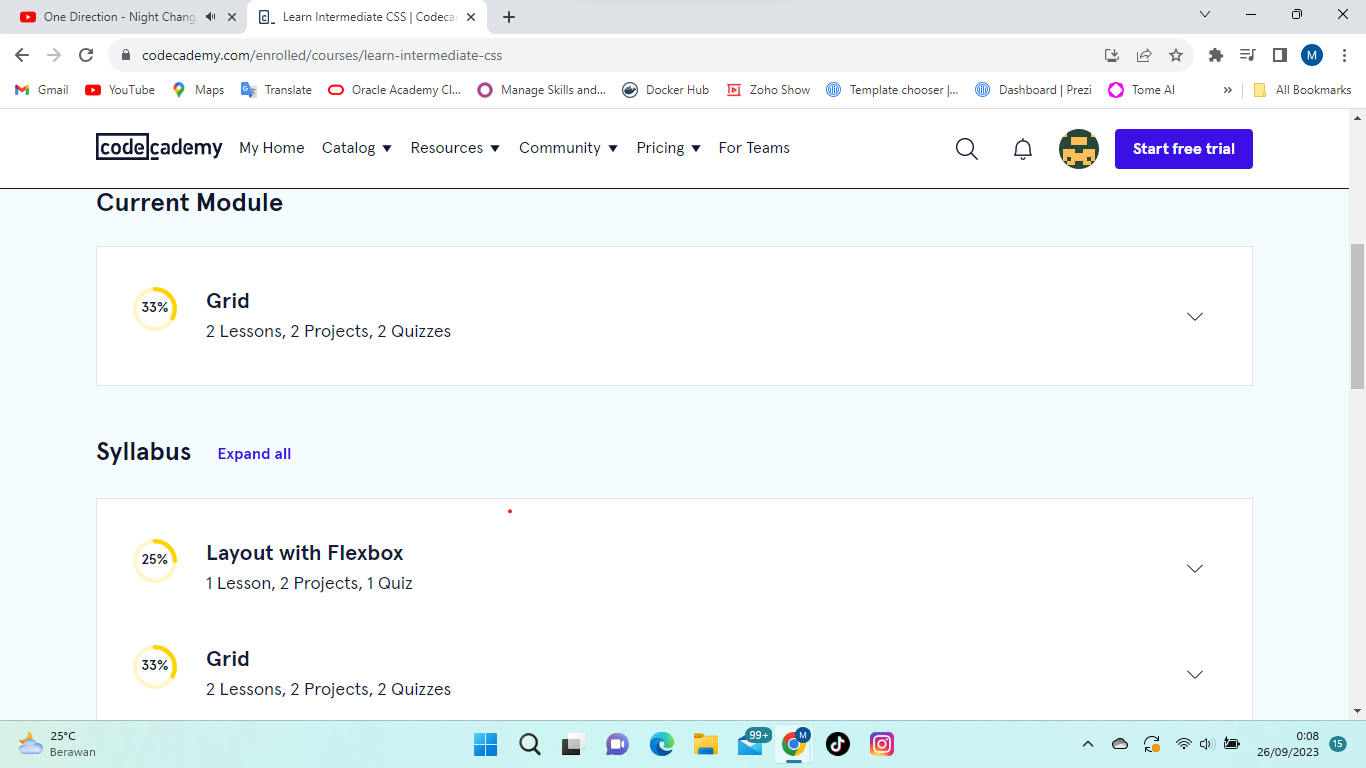 One Direction - Night Chang
Learn Intermediate CSS | Codeca
codecademy.com/enrolled/courses/learn-intermediate-css
M
Gmail
YouTube
Maps
Translate
Oracle Academy Cl...
Manage Skills and...
Docker Hub
Zoho Show
Template chooser |...
Dashboard | Prezi
Tome AI
»
All Bookmarks
codecademy
My Home
Catalog
Resources
Community
Pricing
For Teams
Start free trial
Current Module
33%
Grid
2 Lessons, 2 Projects, 2 Quizzes
Syllabus
Expand all
25%
Layout with Flexbox
1 Lesson, 2 Projects, 1 Quiz
33%
Grid
2 Lessons, 2 Projects, 2 Quizzes
25°C
Berawan
99+
M
0:08
26/09/2023
15